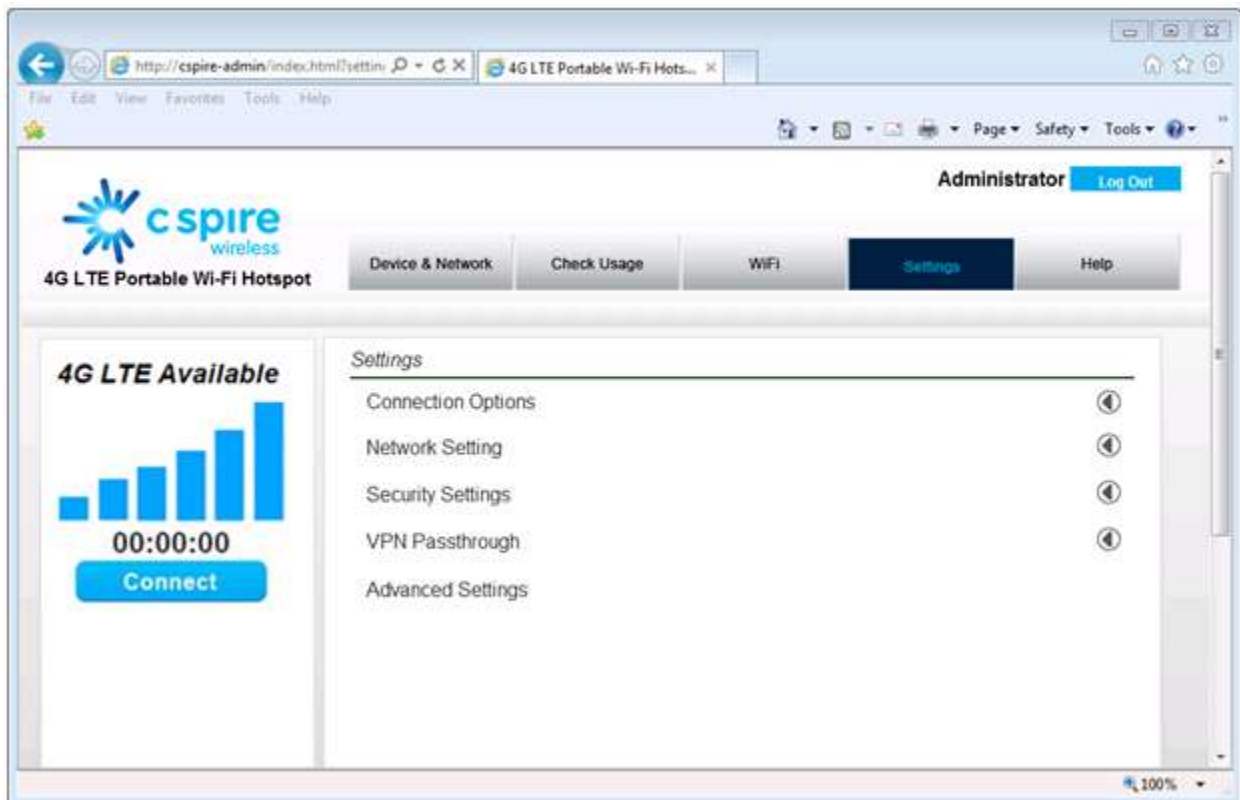 http://cspire-admin/index.html?settin
4G LTE Portable Wi-Fi Hots...
File Edit View Favorites Tools Help
Page Safety Tools
Administrator Log Out
c spire
wireless
4G LTE Portable Wi-Fi Hotspot
Device & Network Check Usage WiFi Settings Help
4G LTE Available
00:00:00
Connect
Settings
Connection Options
Network Setting
Security Settings
VPN Passthrough
Advanced Settings
100%